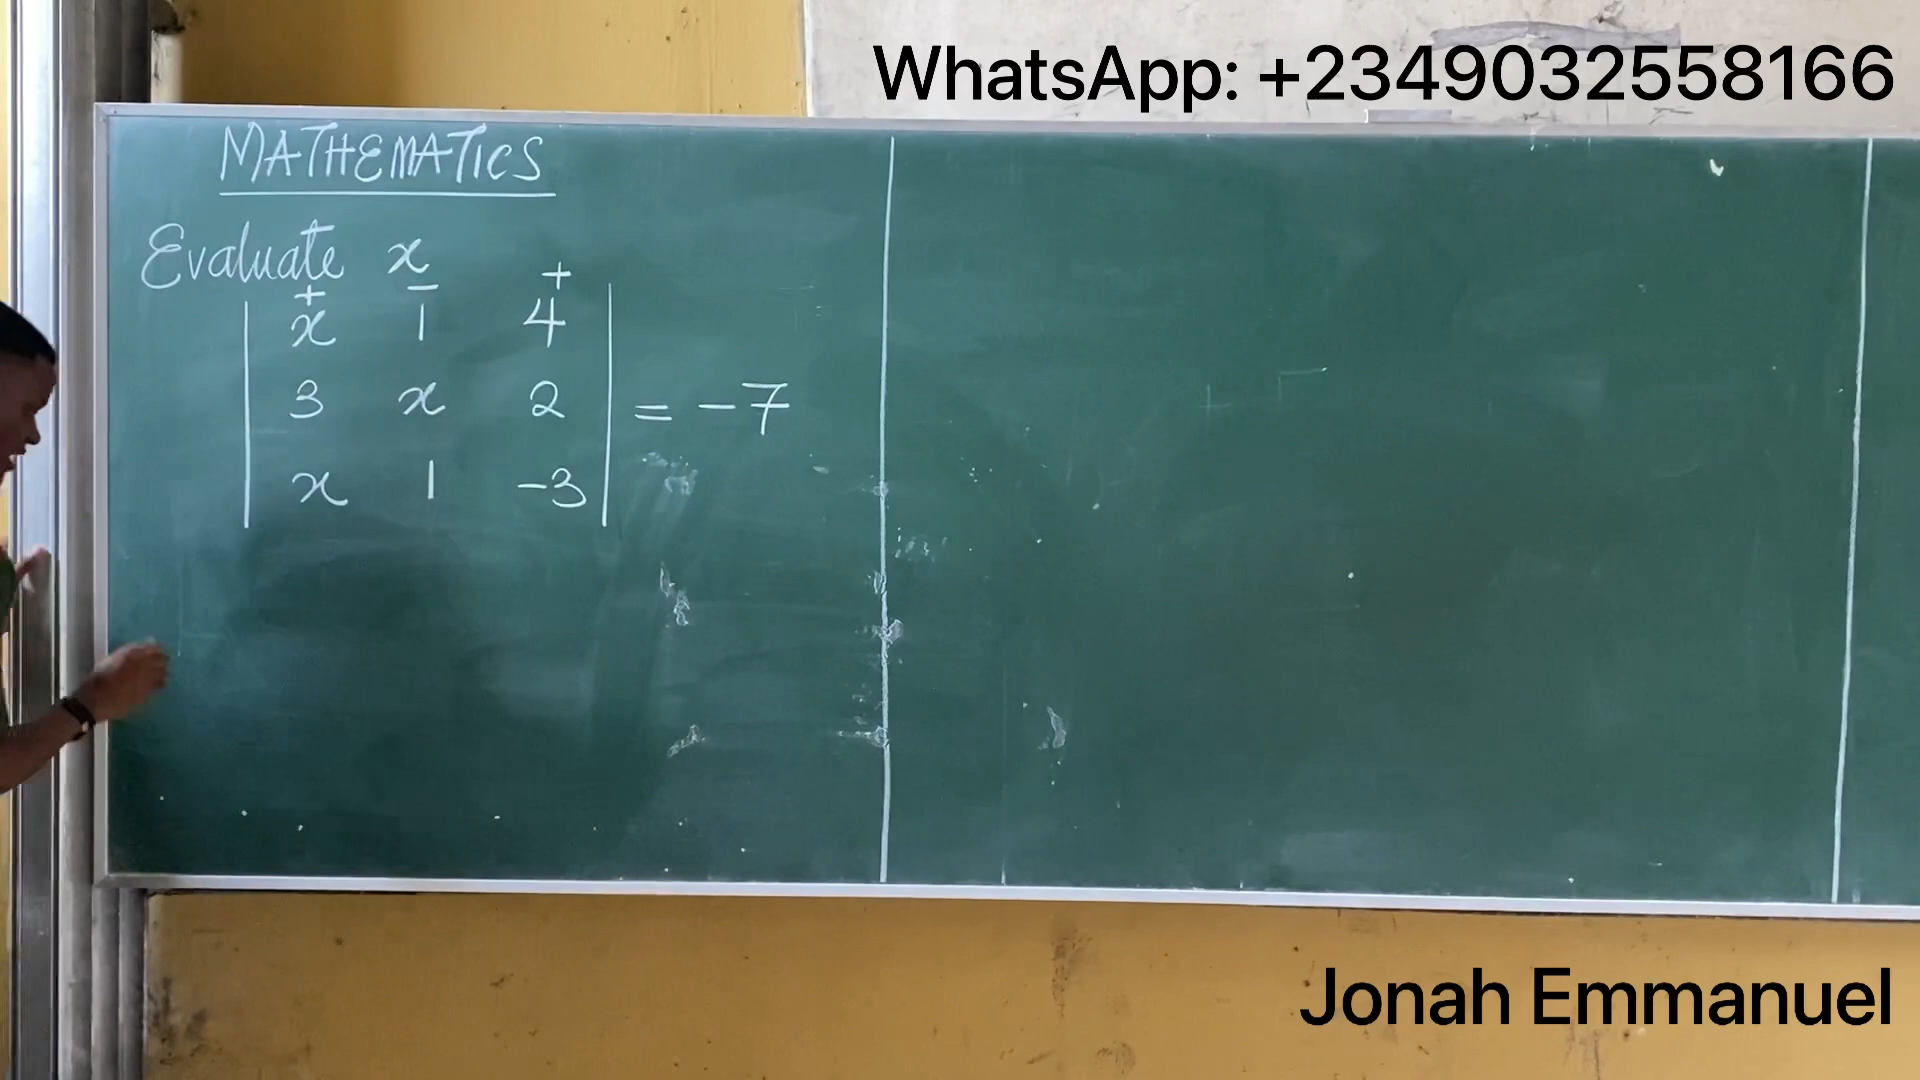 WhatsApp: +2349032558166
MATHEMATICS
Evaluate x
+ − +
x 1 4
3 x 2 = -7
x 1 -3
Jonah Emmanuel